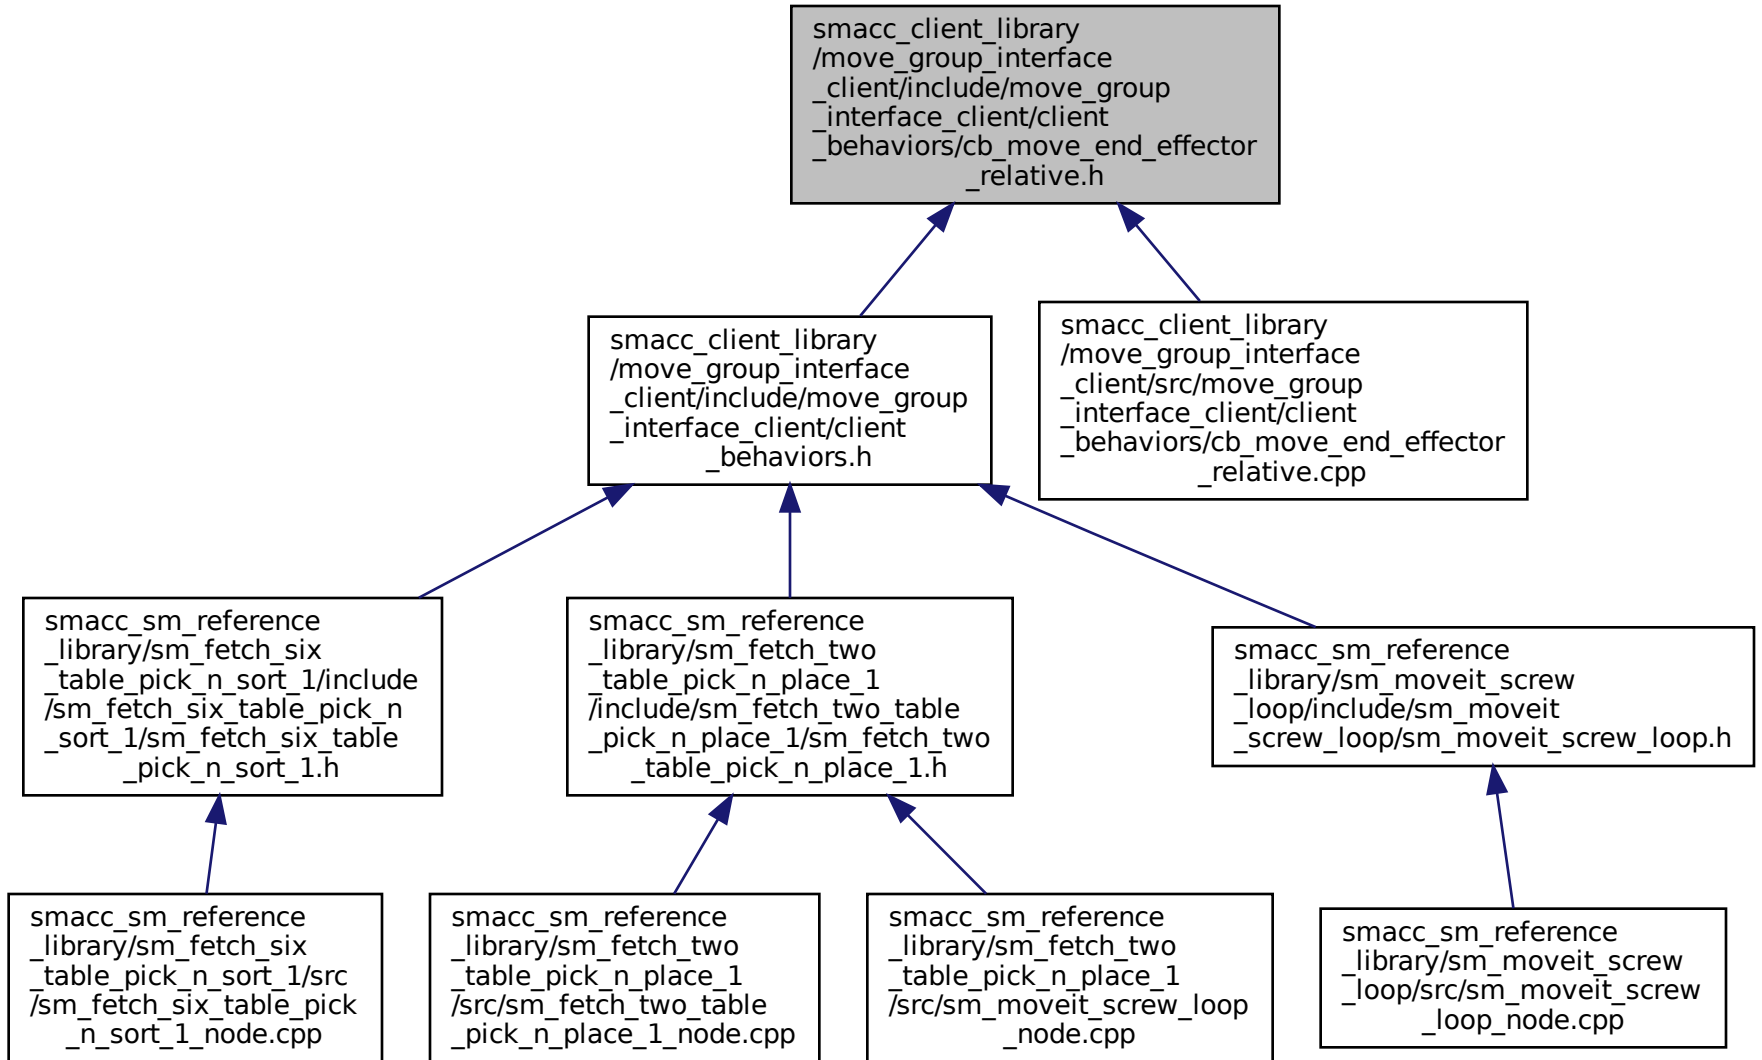 smacc_client_library
/move_group_interface
_client/include/move_group
_interface_client/client
_behaviors/cb_move_end_effector
_relative.h
smacc_client_library
/move_group_interface
_client/include/move_group
_interface_client/client
_behaviors.h
smacc_client_library
/move_group_interface
_client/src/move_group
_interface_client/client
_behaviors/cb_move_end_effector
_relative.cpp
smacc_sm_reference
_library/sm_fetch_six
_table_pick_n_sort_1/include
/sm_fetch_six_table_pick_n
_sort_1/sm_fetch_six_table
_pick_n_sort_1.h
smacc_sm_reference
_library/sm_fetch_two
_table_pick_n_place_1
/include/sm_fetch_two_table
_pick_n_place_1/sm_fetch_two
_table_pick_n_place_1.h
smacc_sm_reference
_library/sm_moveit_screw
_loop/include/sm_moveit
_screw_loop/sm_moveit_screw_loop.h
smacc_sm_reference
_library/sm_fetch_six
_table_pick_n_sort_1/src
/sm_fetch_six_table_pick
_n_sort_1_node.cpp
smacc_sm_reference
_library/sm_fetch_two
_table_pick_n_place_1
/src/sm_fetch_two_table
_pick_n_place_1_node.cpp
smacc_sm_reference
_library/sm_fetch_two
_table_pick_n_place_1
/src/sm_moveit_screw_loop
_node.cpp
smacc_sm_reference
_library/sm_moveit_screw
_loop/src/sm_moveit_screw
_loop_node.cpp